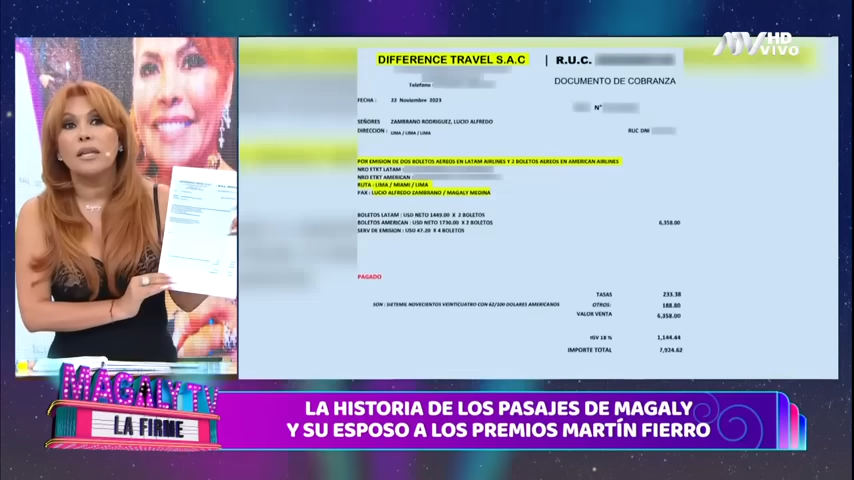 ATV HD
VIVO
DIFFERENCE TRAVEL S.A.C | R.U.C.
Telefono :
DOCUMENTO DE COBRANZA
FECHA : 22 Noviembre 2023
N°
SEÑORES ZAMBRANO RODRIGUEZ, LUCIO ALFREDO
DIRECCION : LIMA / LIMA / LIMA
RUC DNI
POR EMISION DE DOS BOLETOS AEREOS EN LATAM AIRLINES Y 2 BOLETOS AEREOS EN AMERICAN AIRLINES
NRO ETKT LATAM :
NRO ETKT AMERICAN :
RUTA : LIMA / MIAMI / LIMA
PAX : LUCIO ALFREDO ZAMBRANO / MAGALY MEDINA
BOLETOS LATAM : USD NETO 1449.00 X 2 BOLETOS
BOLETOS AMERICAN : USD NETO 1730.00 X 2 BOLETOS 6,358.00
SERV DE EMISION : USD 47.20 X 4 BOLETOS
PAGADO
TASAS 233.38
SON : SIETEMIL NOVECIENTOS VEINTICUATRO CON 62/100 DOLARES AMERICANOS OTROS: 188.80
VALOR VENTA 6,358.00
IGV 18 % 1,144.44
IMPORTE TOTAL 7,924.62
MAGALY TV
LA FIRME
LA HISTORIA DE LOS PASAJES DE MAGALY
Y SU ESPOSO A LOS PREMIOS MARTÍN FIERRO